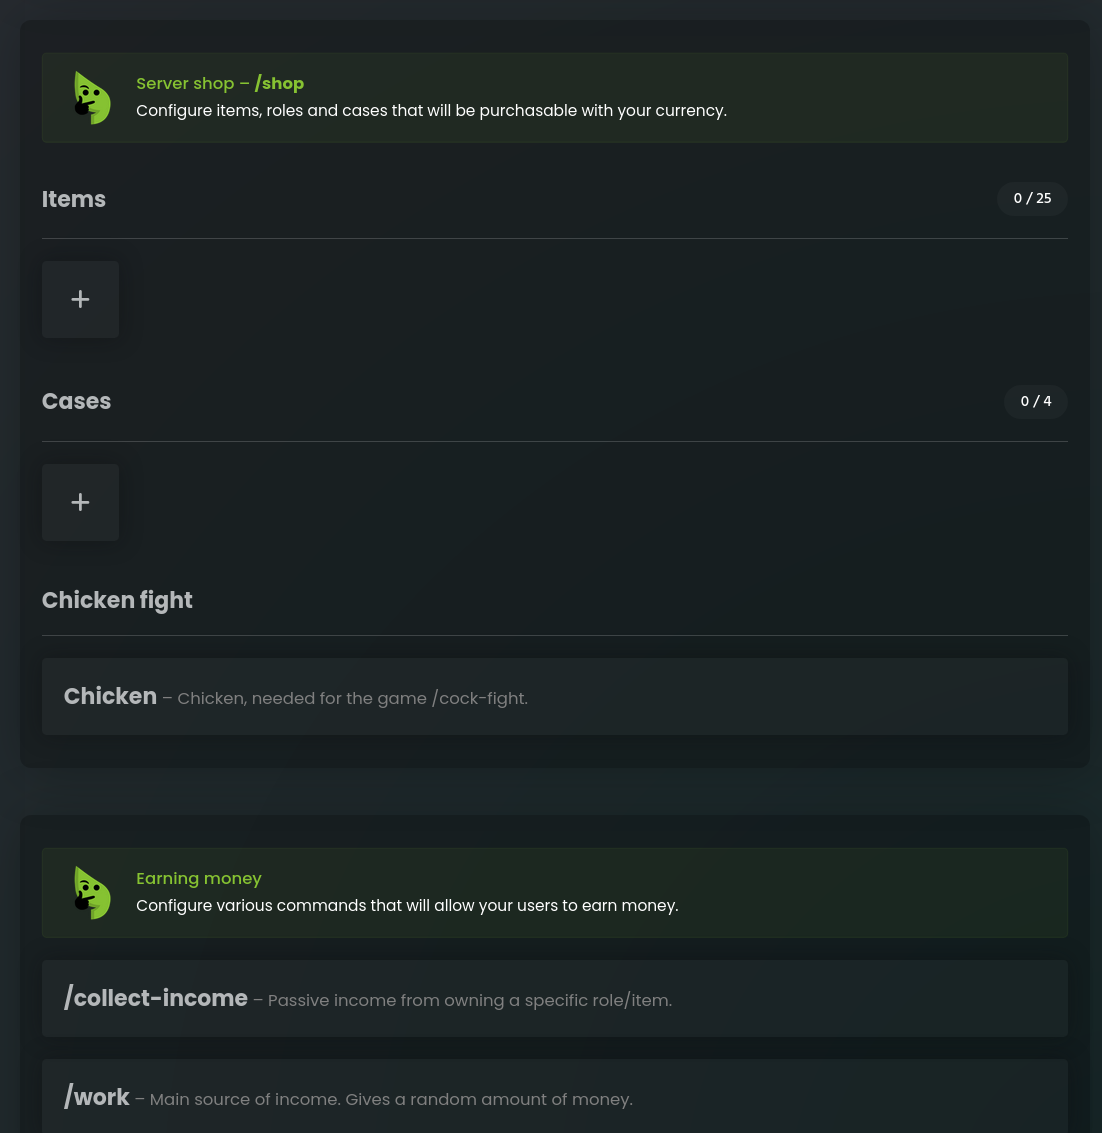 Server shop – /shop
Configure items, roles and cases that will be purchasable with your currency.
Items
0 / 25
Cases
0 / 4
Chicken fight
Chicken – Chicken, needed for the game /cock-fight.
Earning money
Configure various commands that will allow your users to earn money.
/collect-income – Passive income from owning a specific role/item.
/work – Main source of income. Gives a random amount of money.